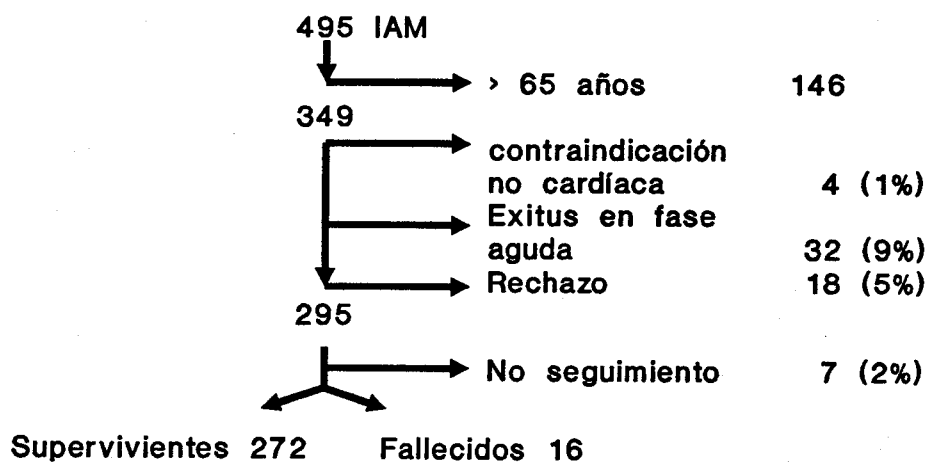 495 IAM
> 65 años 146
349
contraindicación
no cardíaca 4 (1%)
Exitus en fase
aguda 32 (9%)
Rechazo 18 (5%)
295
No seguimiento 7 (2%)
Supervivientes 272 Fallecidos 16